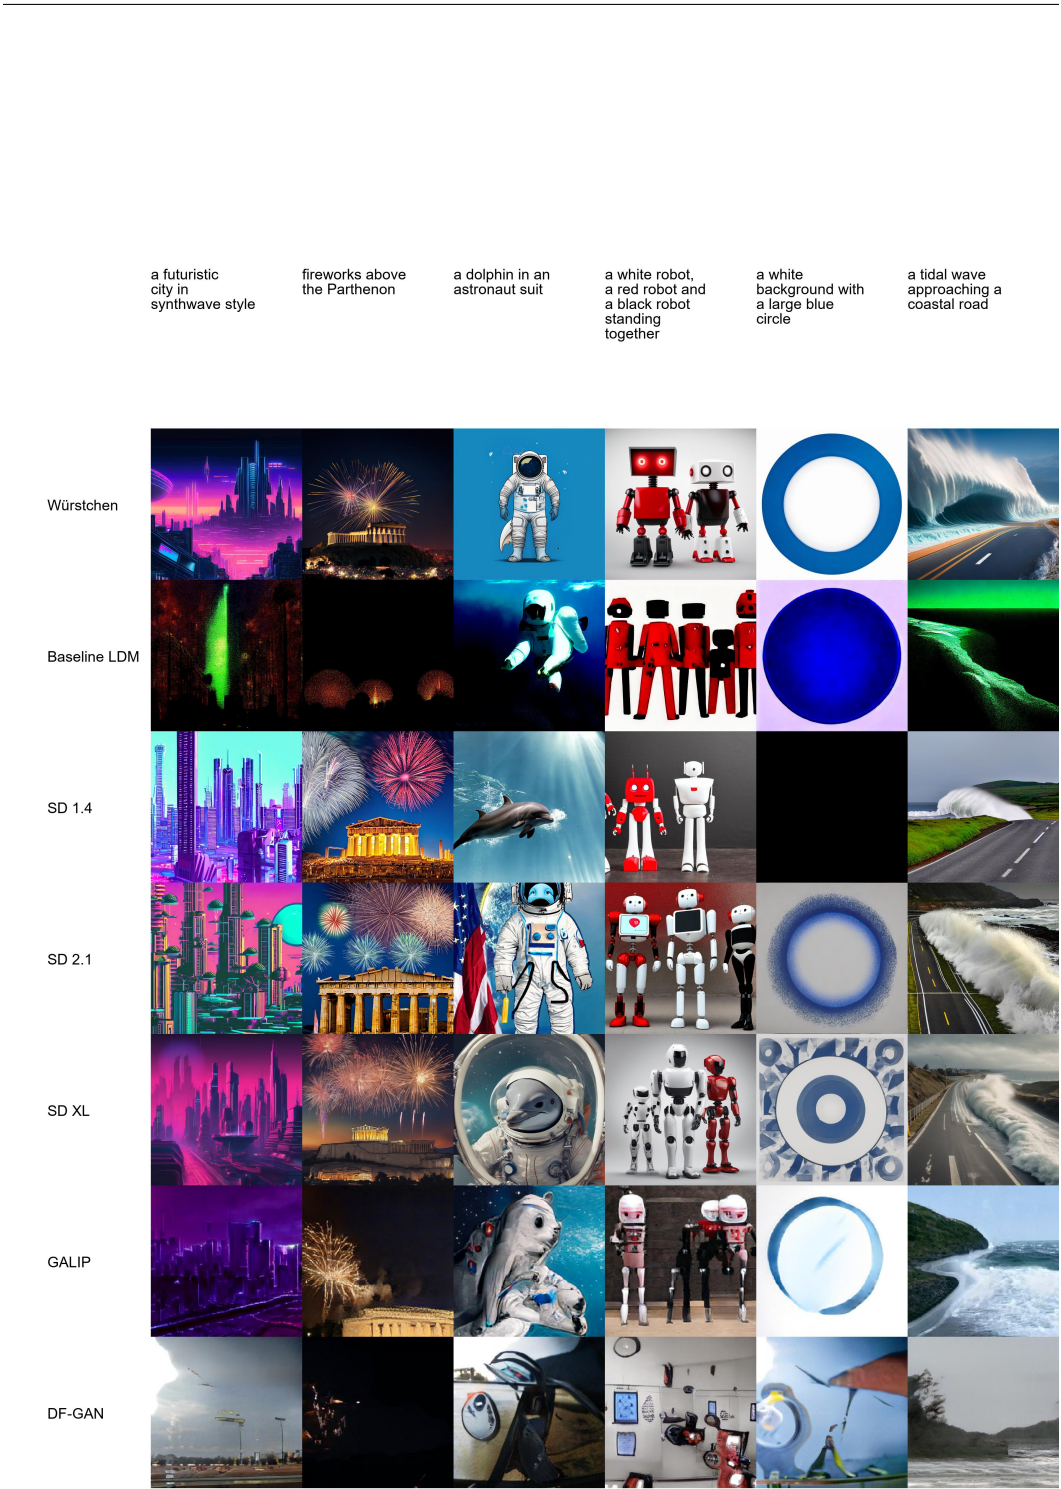 a futuristic
city in
synthwave style
fireworks above
the Parthenon
a dolphin in an
astronaut suit
a white robot,
a red robot and
a black robot
standing
together
a white
background with
a large blue
circle
a tidal wave
approaching a
coastal road
Würstchen
Baseline LDM
SD 1.4
SD 2.1
SD XL
GALIP
DF-GAN